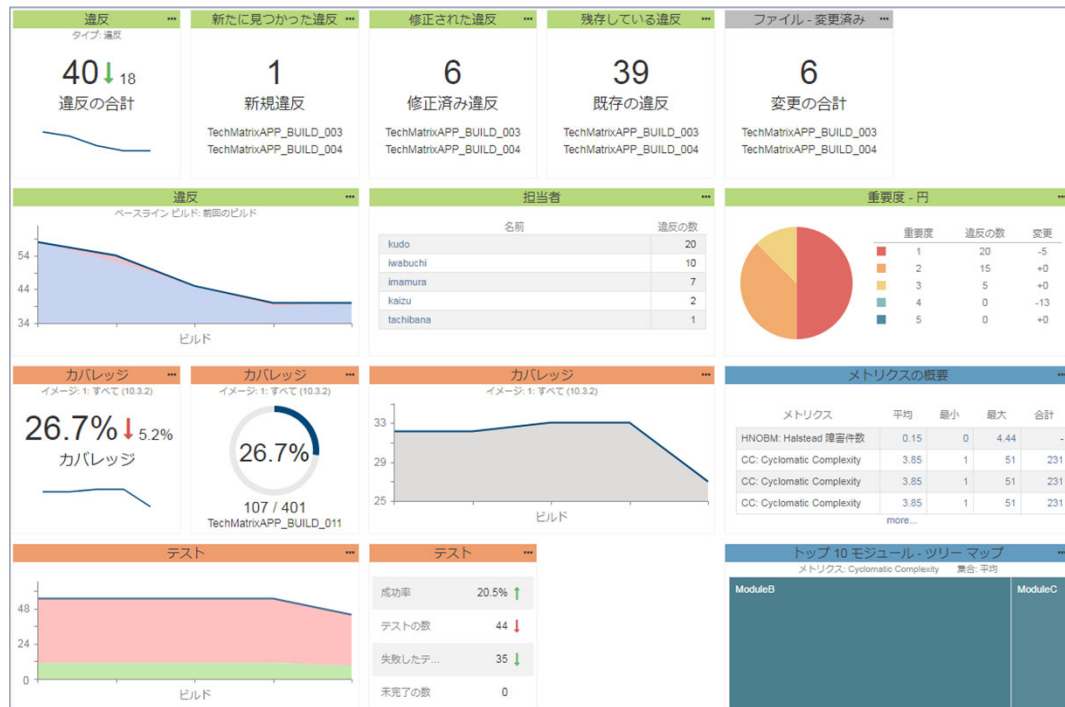 違反 •••
タイプ: 違反
40 ↓ 18
違反の合計
新たに見つかった違反 •••
1
新規違反
TechMatrixAPP_BUILD_003
TechMatrixAPP_BUILD_004
修正された違反 •••
6
修正済み違反
TechMatrixAPP_BUILD_003
TechMatrixAPP_BUILD_004
残存している違反 •••
39
既存の違反
TechMatrixAPP_BUILD_003
TechMatrixAPP_BUILD_004
ファイル - 変更済み •••
6
変更の合計
TechMatrixAPP_BUILD_003
TechMatrixAPP_BUILD_004
違反 •••
ベースライン ビルド: 前回のビルド
54
44
34
ビルド
担当者 •••
名前 違反の数
kudo 20
iwabuchi 10
imamura 7
kaizu 2
tachibana 1
重要度 - 円 •••
重要度 違反の数 変更
1 20 -5
2 15 +0
3 5 +0
4 0 -13
5 0 +0
カバレッジ •••
イメージ: 1: すべて (10.3.2)
26.7% ↓ 5.2%
カバレッジ
カバレッジ •••
イメージ: 1: すべて (10.3.2)
26.7%
107 / 401
TechMatrixAPP_BUILD_011
カバレッジ •••
イメージ: 1: すべて (10.3.2)
33
29
25
ビルド
メトリクスの概要 •••
メトリクス 平均 最小 最大 合計
HNOBM: Halstead 障害件数 0.15 0 4.44 -
CC: Cyclomatic Complexity 3.85 1 51 231
CC: Cyclomatic Complexity 3.85 1 51 231
CC: Cyclomatic Complexity 3.85 1 51 231
more...
テスト •••
48
24
0
ビルド
テスト •••
成功率 20.5% ↑
テストの数 44 ↓
失敗したテ... 35 ↓
未完了の数 0
トップ 10 モジュール - ツリー マップ •••
メトリクス: Cyclomatic Complexity 集合: 平均
ModuleB
ModuleC